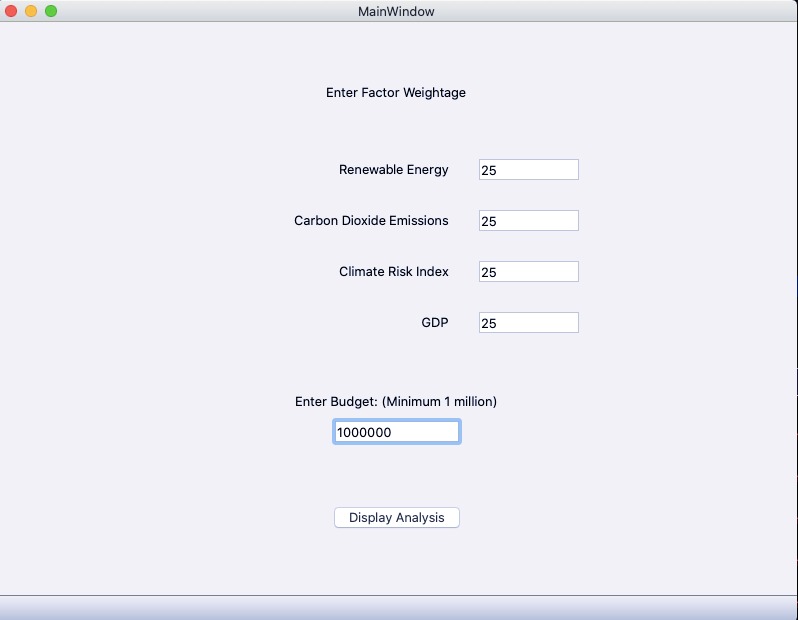 MainWindow
Enter Factor Weightage
Renewable Energy 25
Carbon Dioxide Emissions 25
Climate Risk Index 25
GDP 25
Enter Budget: (Minimum 1 million)
1000000
Display Analysis